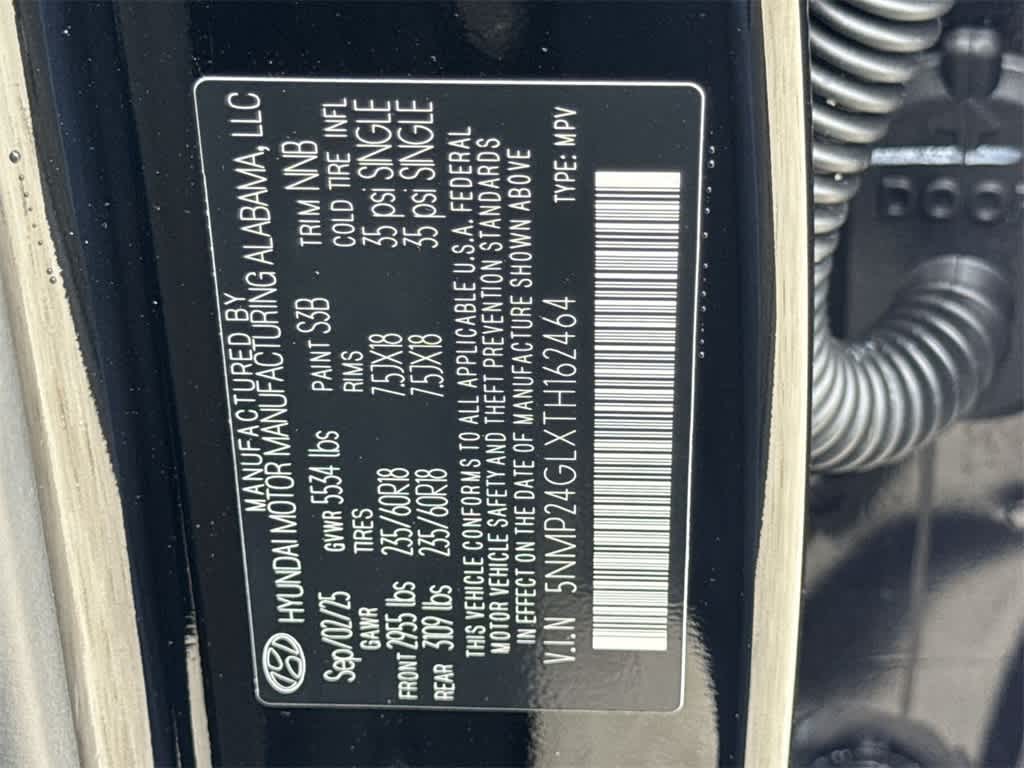 MANUFACTURED BY
HYUNDAI MOTOR MANUFACTURING ALABAMA, LLC
Sep/02/25 GVWR 5534 lbs PAINT S3B TRIM NNB
GAWR TIRES RIMS COLD TIRE INFL
FRONT 2955 lbs 235/60R18 7.5JX18 35 psi SINGLE
REAR 3109 lbs 235/60R18 7.5JX18 35 psi SINGLE
THIS VEHICLE CONFORMS TO ALL APPLICABLE U.S.A. FEDERAL
MOTOR VEHICLE SAFETY AND THEFT PREVENTION STANDARDS
IN EFFECT ON THE DATE OF MANUFACTURE SHOWN ABOVE
V.I.N 5NMP24GLXTH162464 TYPE: MPV